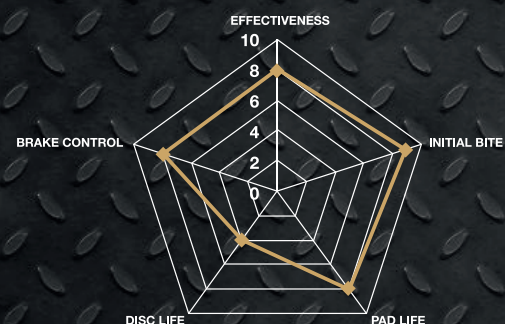 EFFECTIVENESS
10
8
6
4
2
0
BRAKE CONTROL
INITIAL BITE
DISC LIFE
PAD LIFE